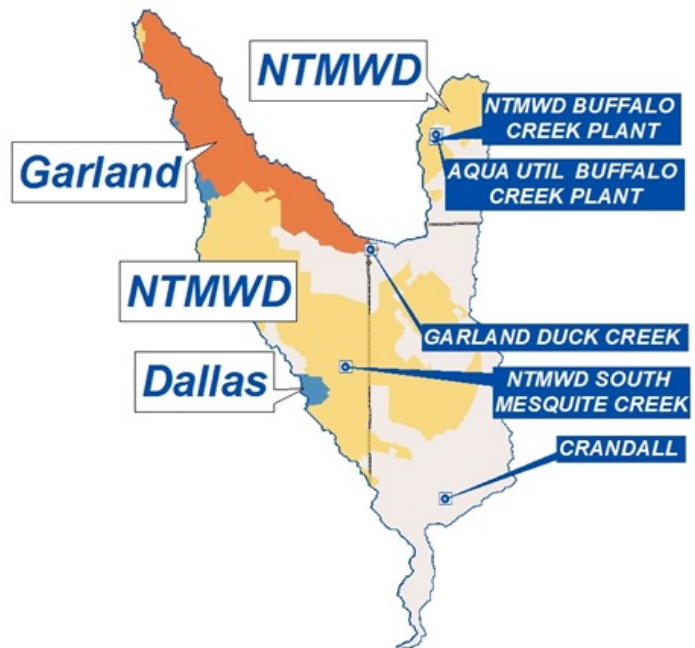 NTMWD
NTMWD BUFFALO
CREEK PLANT
Garland
AQUA UTIL BUFFALO
CREEK PLANT
NTMWD
GARLAND DUCK CREEK
Dallas
NTMWD SOUTH
MESQUITE CREEK
CRANDALL